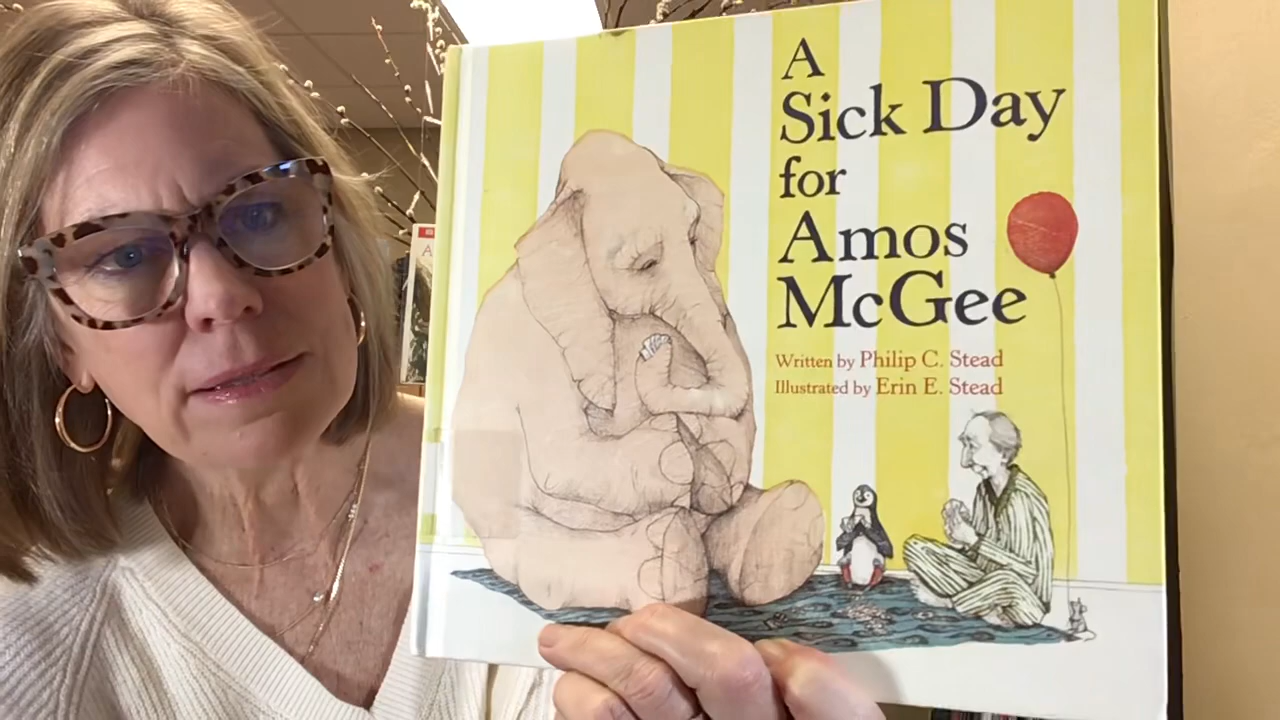 A
Sick Day
for
Amos
McGee
Written by Philip C. Stead
Illustrated by Erin E. Stead
A